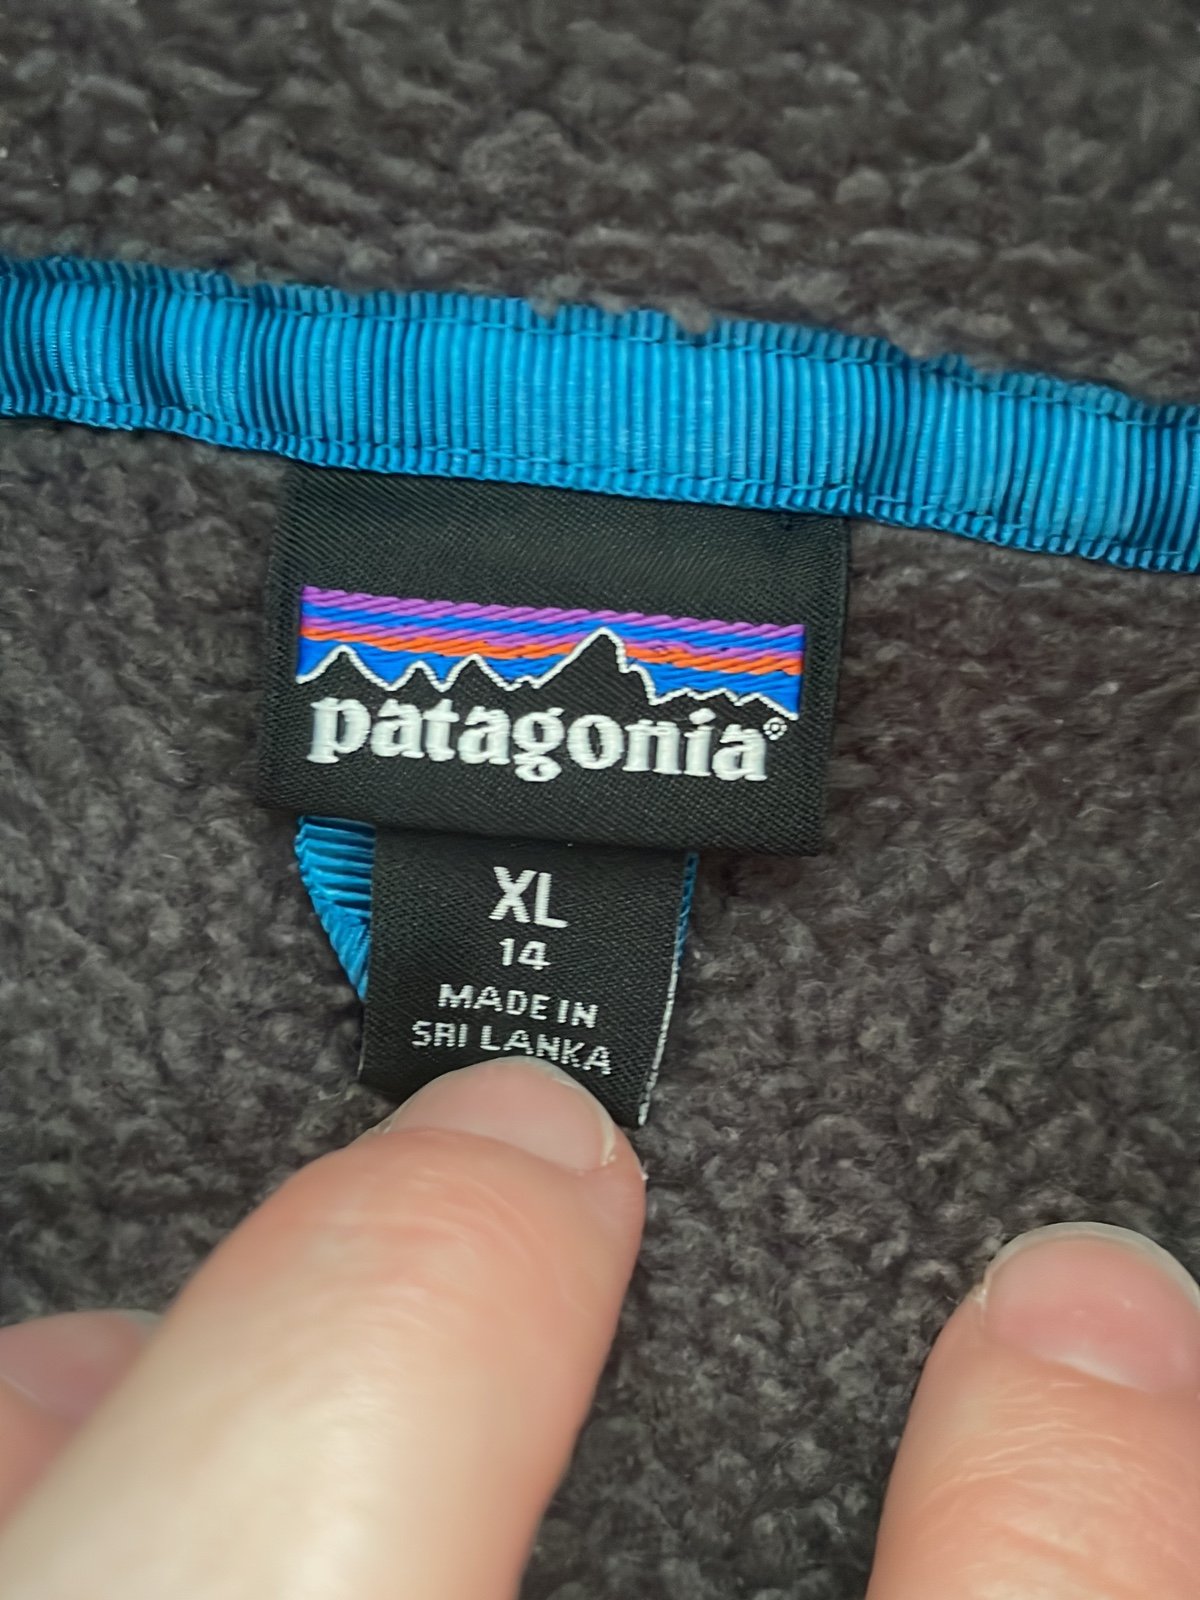 patagonia®
XL
14
MADE IN
SRI LANKA